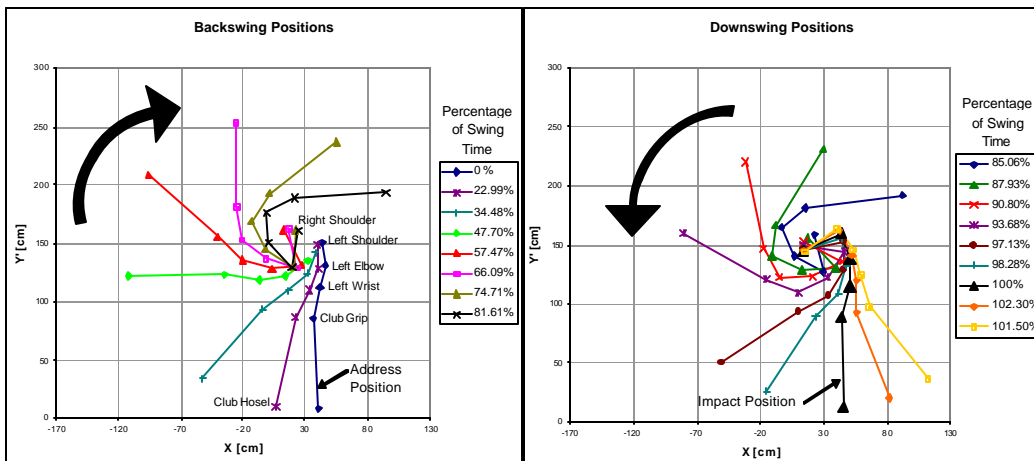 Backswing Positions
300
250
200
150
100
50
0
-170
-120
-70
-20
30
80
130
Y' [cm]
X [cm]
Right Shoulder
Left Shoulder
Left Elbow
Left Wrist
Club Grip
Address
Position
Club Hosel
Percentage
of Swing
Time
0 %
22.99%
34.48%
47.70%
57.47%
66.09%
74.71%
81.61%
Downswing Positions
300
250
200
150
100
50
0
-170
-120
-70
-20
30
80
130
Y' [cm]
X [cm]
Impact Position
Percentage
of Swing
Time
85.06%
87.93%
90.80%
93.68%
97.13%
98.28%
100%
102.30%
101.50%